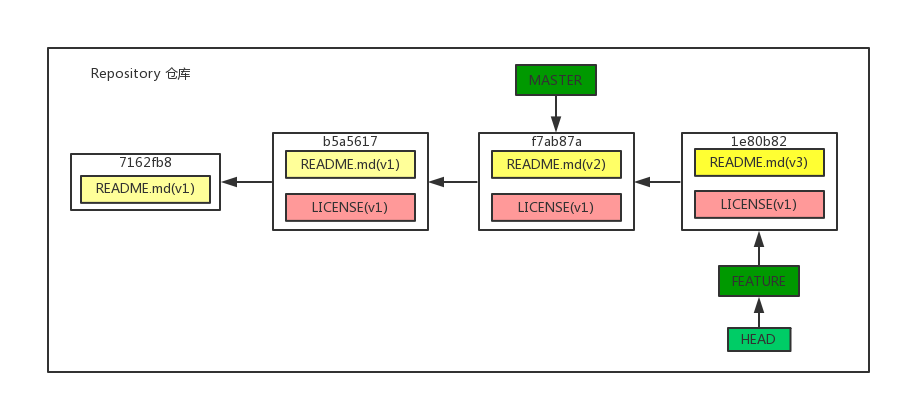 Repository 仓库
MASTER
7162fb8
README.md(v1)
b5a5617
README.md(v1)
LICENSE(v1)
f7ab87a
README.md(v2)
LICENSE(v1)
1e80b82
README.md(v3)
LICENSE(v1)
FEATURE
HEAD